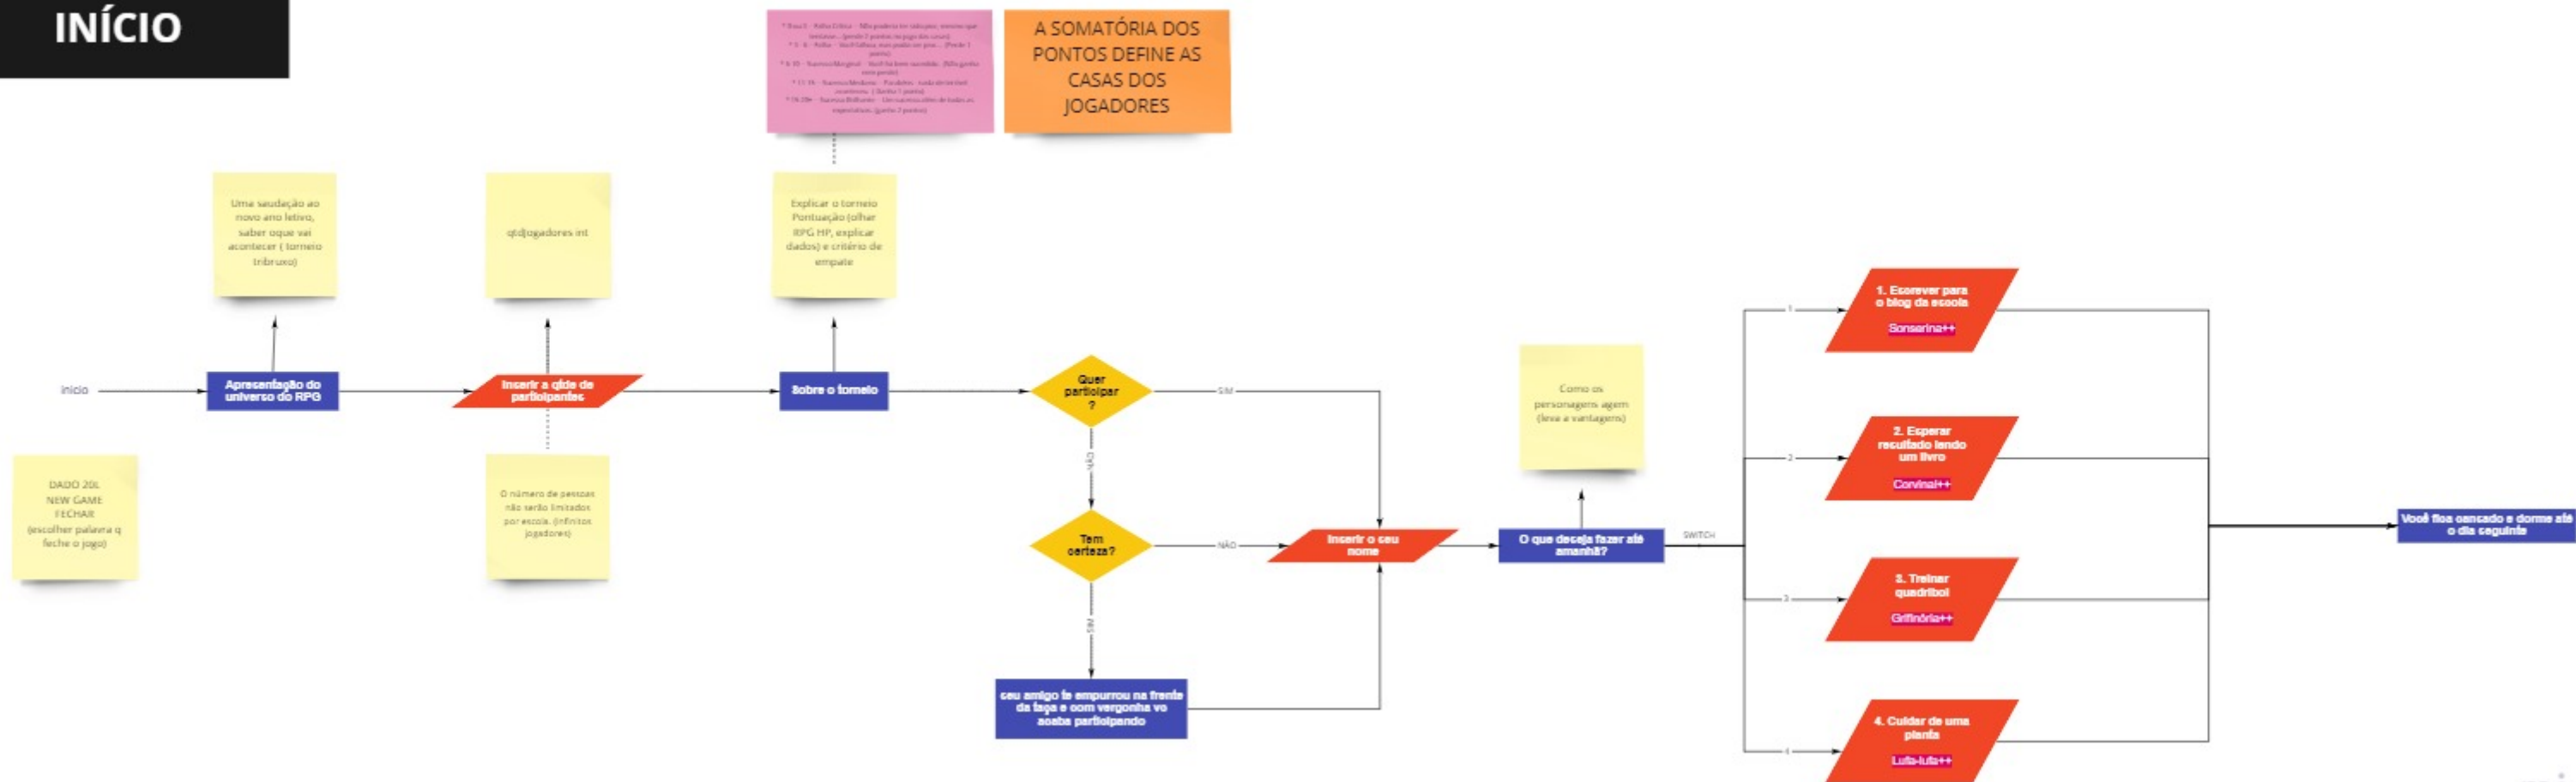 INÍCIO
A SOMATÓRIA DOS
PONTOS DEFINE AS
CASAS DOS
JOGADORES
Uma saudação ao
novo ano letivo,
saber oque vai
acontecer ( torneio
tribruxo)
qtdjogadores int
Explicar o torneio
Pontuação (olhar
RPG HP, explicar
dados) e critério de
empate
Início
Apresentação do
universo do RPG
Inserir a qtde de
participantes
Sobre o torneio
Quer
participar
?
SIM
NÃO
Tem
certeza?
NÃO
SIM
seu amigo te empurrou na frente
da taça e com vergonha vc
acaba participando
Inserir o seu
nome
DADO 20L
NEW GAME
FECHAR
(escolher palavra q
feche o jogo)
O número de pessoas
não serão limitados
por escola. (infinitos
jogadores)
Como os
personagens agem
(leva a vantagens)
O que deseja fazer até
amanhã?
SWITCH
1
1. Escrever para
o blog da escola
Sonserina++
2
2. Esperar
resultado lendo
um livro
Corvinal++
3
3. Treinar
quadribol
Grifinória++
4
4. Cuidar de uma
planta
Lufa-lufa++
Você fica cansado e dorme até
o dia seguinte